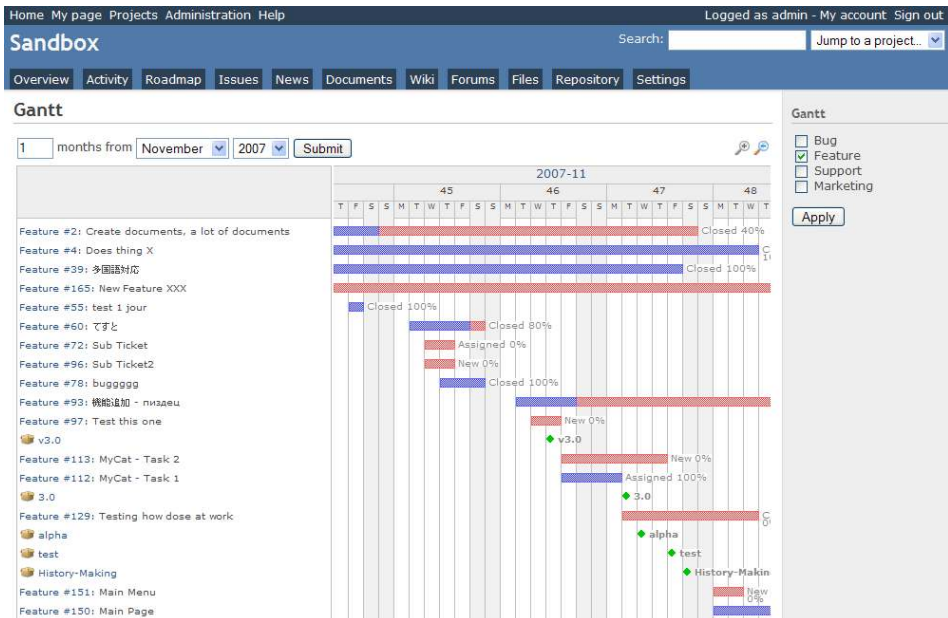 Home My page Projects Administration Help Logged as admin - My account Sign out
Sandbox Search: Jump to a project...
Overview Activity Roadmap Issues News Documents Wiki Forums Files Repository Settings
Gantt
1 months from November 2007 Submit
2007-11
45 46 47 48
T F S S M T W T F S S M T W T F S S M T W T F S S M T W T
Feature #2: Create documents, a lot of documents Closed 40%
Feature #4: Does thing X
Feature #39: 多国語対応 Closed 100%
Feature #165: New Feature XXX
Feature #55: test 1 jour Closed 100%
Feature #60: てすと Closed 80%
Feature #72: Sub Ticket Assigned 0%
Feature #96: Sub Ticket2 New 0%
Feature #78: buggggg Closed 100%
Feature #93: 機能追加 - пиздец
Feature #97: Test this one New 0%
v3.0 v3.0
Feature #113: MyCat - Task 2 New 0%
Feature #112: MyCat - Task 1 Assigned 100%
3.0 3.0
Feature #129: Testing how dose at work
alpha alpha
test test
History-Making History-Makin
Feature #151: Main Menu New 0%
Feature #150: Main Page
Gantt
Bug
Feature
Support
Marketing
Apply